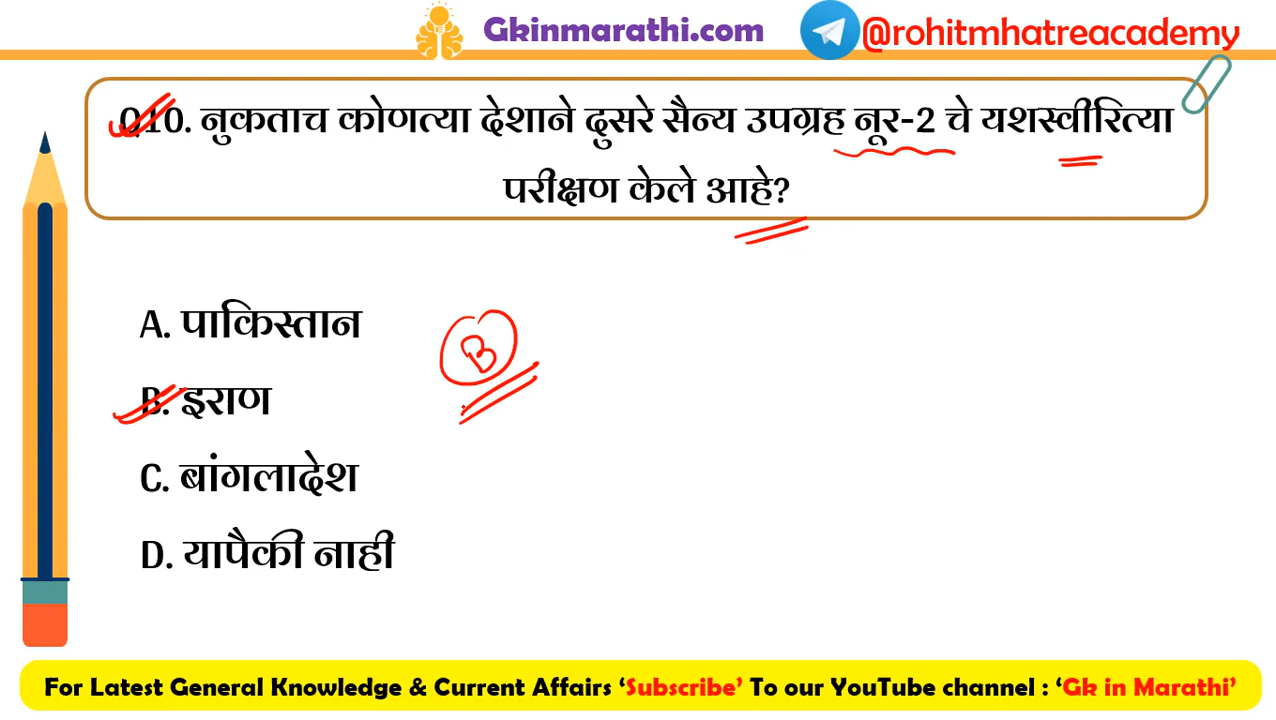 Gkinmarathi.com
@rohitmhatreacademy
Q10. नुकताच कोणत्या देशाने दुसरे सैन्य उपग्रह नूर-2 चे यशस्वीरित्या
परीक्षण केले आहे?
A. पाकिस्तान
B
B. इराण
C. बांगलादेश
D. यापैकी नाही
For Latest General Knowledge & Current Affairs ‘Subscribe’ To our YouTube channel : ‘Gk in Marathi’